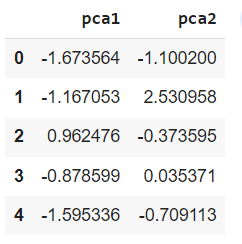 pca1 pca2
0 -1.673564 -1.100200
1 -1.167053 2.530958
2 0.962476 -0.373595
3 -0.878599 0.035371
4 -1.595336 -0.709113